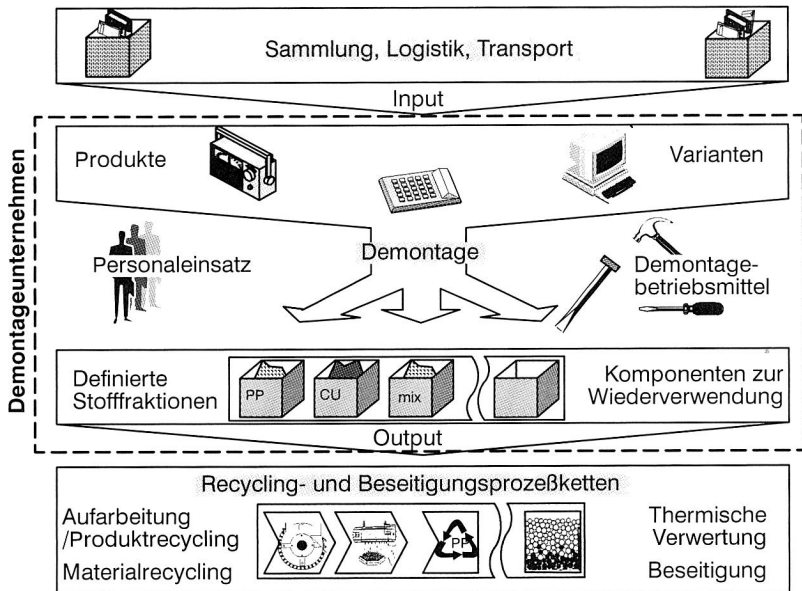 Sammlung, Logistik, Transport
Input
Demontageunternehmen
Produkte
Varianten
Personaleinsatz
Demontage
Demontage-
betriebsmittel
Definierte
Stofffraktionen
PP
CU
mix
Komponenten zur
Wiederverwendung
Output
Recycling- und Beseitigungsprozeßketten
Aufarbeitung
/Produktrecycling
Materialrecycling
PP
Thermische
Verwertung
Beseitigung